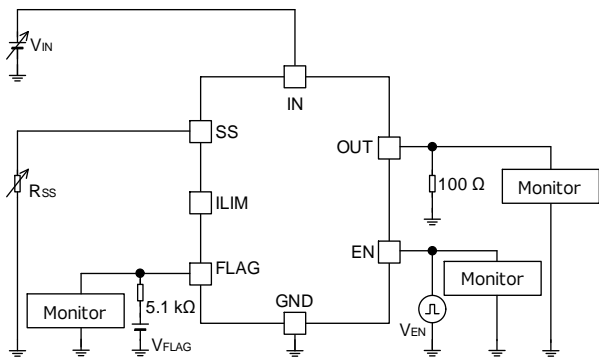 VIN
IN
SS
OUT
RSS
ILIM
100 Ω
Monitor
FLAG
EN
Monitor
5.1 kΩ
Monitor
GND
VEN
VFLAG